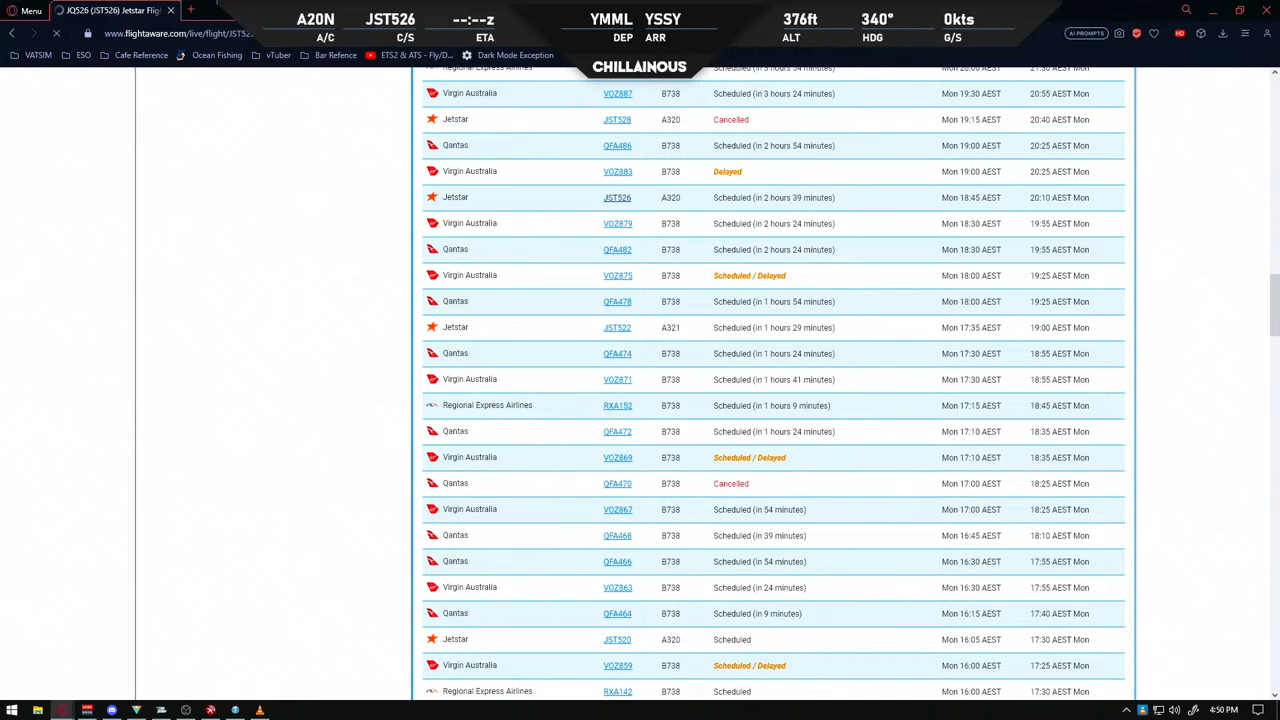 Menu
JQ526 (JST526) Jetstar Flight
A20N JST526 --:--z YMML YSSY 376ft 340° 0kts
A/C C/S ETA DEP ARR ALT HDG G/S
CHILLAINOUS
www.flightaware.com/live/flight/JST52
AI PROMPTS
VATSIM ESO Cafe Reference vTuber Ocean Fishing Bar Refence ETS2 & ATS - Fly/D... Dark Mode Exception
Regional Express Airlines Scheduled (in 3 hours 54 minutes) Mon 20:00 AEST 21:30 AEST Mon
Virgin Australia VOZ887 B738 Scheduled (in 3 hours 24 minutes) Mon 19:30 AEST 20:55 AEST Mon
Jetstar JST528 A320 Cancelled Mon 19:15 AEST 20:40 AEST Mon
Qantas QFA486 B738 Scheduled (in 2 hours 54 minutes) Mon 19:00 AEST 20:25 AEST Mon
Virgin Australia VOZ883 B738 Delayed Mon 19:00 AEST 20:25 AEST Mon
Jetstar JST526 A320 Scheduled (in 2 hours 39 minutes) Mon 18:45 AEST 20:10 AEST Mon
Virgin Australia VOZ879 B738 Scheduled (in 2 hours 24 minutes) Mon 18:30 AEST 19:55 AEST Mon
Qantas QFA482 B738 Scheduled (in 2 hours 24 minutes) Mon 18:30 AEST 19:55 AEST Mon
Virgin Australia VOZ875 B738 Scheduled / Delayed Mon 18:00 AEST 19:25 AEST Mon
Qantas QFA478 B738 Scheduled (in 1 hours 54 minutes) Mon 18:00 AEST 19:25 AEST Mon
Jetstar JST522 A321 Scheduled (in 1 hours 29 minutes) Mon 17:35 AEST 19:00 AEST Mon
Qantas QFA474 B738 Scheduled (in 1 hours 24 minutes) Mon 17:30 AEST 18:55 AEST Mon
Virgin Australia VOZ871 B738 Scheduled (in 1 hours 41 minutes) Mon 17:30 AEST 18:55 AEST Mon
Regional Express Airlines RXA152 B738 Scheduled (in 1 hours 9 minutes) Mon 17:15 AEST 18:45 AEST Mon
Qantas QFA472 B738 Scheduled (in 1 hours 24 minutes) Mon 17:10 AEST 18:35 AEST Mon
Virgin Australia VOZ869 B738 Scheduled / Delayed Mon 17:10 AEST 18:35 AEST Mon
Qantas QFA470 B738 Cancelled Mon 17:00 AEST 18:25 AEST Mon
Virgin Australia VOZ867 B738 Scheduled (in 54 minutes) Mon 17:00 AEST 18:25 AEST Mon
Qantas QFA468 B738 Scheduled (in 39 minutes) Mon 16:45 AEST 18:10 AEST Mon
Qantas QFA466 B738 Scheduled (in 54 minutes) Mon 16:30 AEST 17:55 AEST Mon
Virgin Australia VOZ863 B738 Scheduled (in 24 minutes) Mon 16:30 AEST 17:55 AEST Mon
Qantas QFA464 B738 Scheduled (in 9 minutes) Mon 16:15 AEST 17:40 AEST Mon
Jetstar JST520 A320 Scheduled Mon 16:05 AEST 17:30 AEST Mon
Virgin Australia VOZ859 B738 Scheduled / Delayed Mon 16:00 AEST 17:25 AEST Mon
Regional Express Airlines RXA142 B738 Scheduled Mon 16:00 AEST 17:30 AEST Mon
4:50 PM